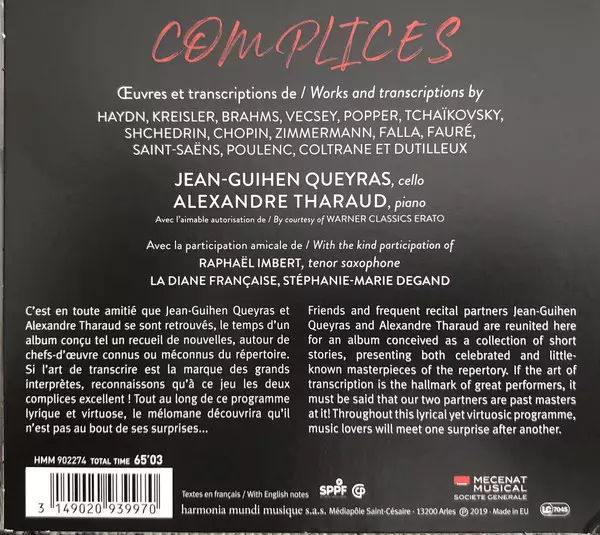 COMPLICES
Œuvres et transcriptions de / Works and transcriptions by
HAYDN, KREISLER, BRAHMS, VECSEY, POPPER, TCHAÏKOVSKY,
SHCHEDRIN, CHOPIN, ZIMMERMANN, FALLA, FAURÉ,
SAINT-SAËNS, POULENC, COLTRANE ET DUTILLEUX
JEAN-GUIHEN QUEYRAS, cello
ALEXANDRE THARAUD, piano
Avec l'aimable autorisation de / By courtesy of WARNER CLASSICS ERATO
Avec la participation amicale de / With the kind participation of
RAPHAËL IMBERT, tenor saxophone
LA DIANE FRANÇAISE, STÉPHANIE-MARIE DEGAND
C'est en toute amitié que Jean-Guihen Queyras et
Alexandre Tharaud se sont retrouvés, le temps d'un
album conçu tel un recueil de nouvelles, autour de
chefs-d'œuvre connus ou méconnus du répertoire.
Si l'art de transcrire est la marque des grands
interprètes, reconnaissons qu'à ce jeu les deux
complices excellent ! Tout au long de ce programme
lyrique et virtuose, le mélomane découvrira qu'il
n'est pas au bout de ses surprises...
Friends and frequent recital partners Jean-Guihen
Queyras and Alexandre Tharaud are reunited here
for an album conceived as a collection of short
stories, presenting both celebrated and little-
known masterpieces of the repertory. If the art of
transcription is the hallmark of great performers, it
must be said that our two partners are past masters
at it! Throughout this lyrical yet virtuosic programme,
music lovers will meet one surprise after another.
HMM 902274 TOTAL TIME 65'03
3 149020 939970
Textes en français / With English notes
SPPF
MECENAT
MUSICAL
SOCIETE GENERALE
harmonia mundi musique s.a.s. Médiapôle Saint-Césaire - 13200 Arles ℗ 2019 - Made in EU
LC 7045